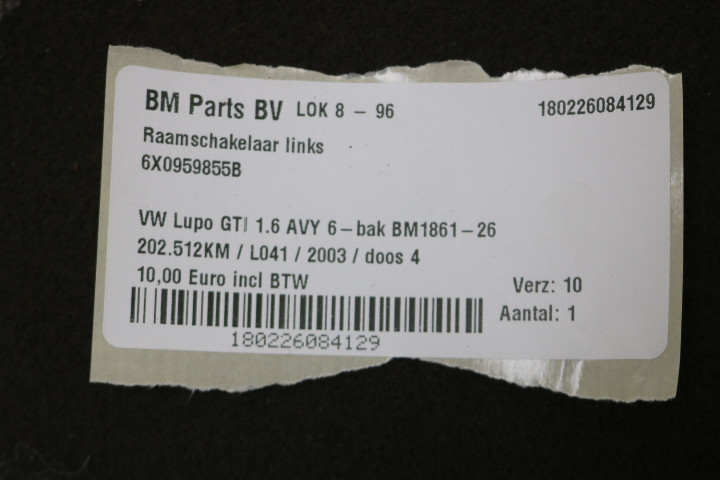 BM Parts BV LOK 8 - 96 180226084129
Raamschakelaar links
6X0959855B
VW Lupo GTI 1.6 AVY 6-bak BM1861-26
202.512KM / L041 / 2003 / doos 4
10,00 Euro incl BTW Verz: 10
Aantal: 1
180226084129